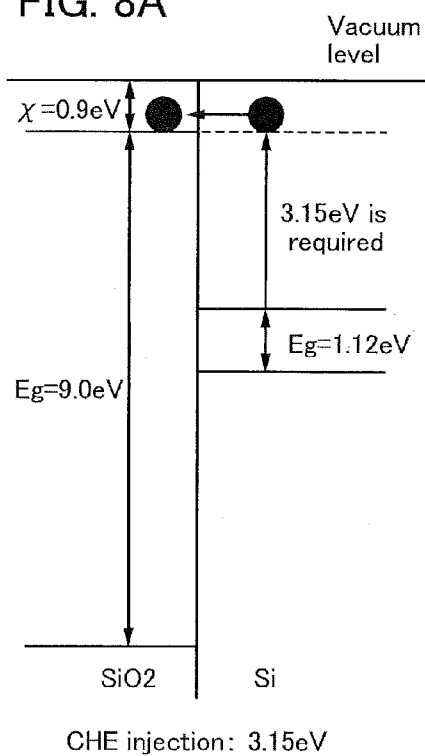 FIG. 8A
Vacuum
level
χ=0.9eV
3.15eV is
required
Eg=1.12eV
Eg=9.0eV
SiO2
Si
CHE injection: 3.15eV